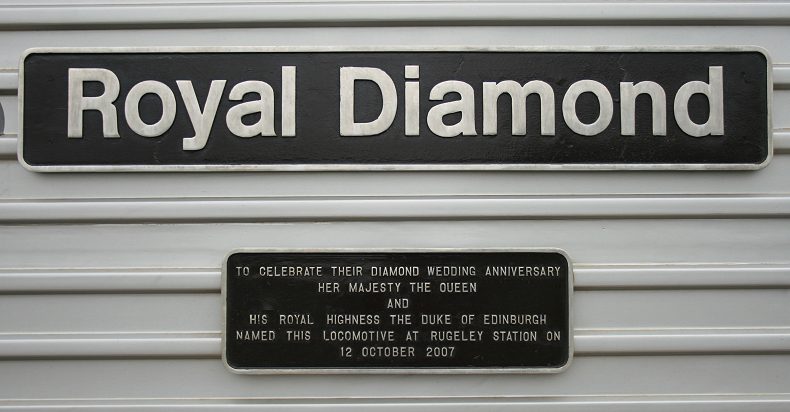 Royal Diamond
TO CELEBRATE THEIR DIAMOND WEDDING ANNIVERSARY
HER MAJESTY THE QUEEN
AND
HIS ROYAL HIGHNESS THE DUKE OF EDINBURGH
NAMED THIS LOCOMOTIVE AT RUGELEY STATION ON
12 OCTOBER 2007